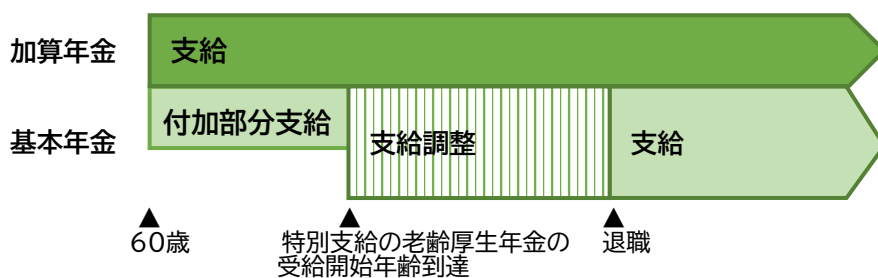 加算年金
支給
付加部分支給
基本年金
支給調整
支給
▲
▲
▲
60歳
特別支給の老齢厚生年金の
受給開始年齢到達
退職